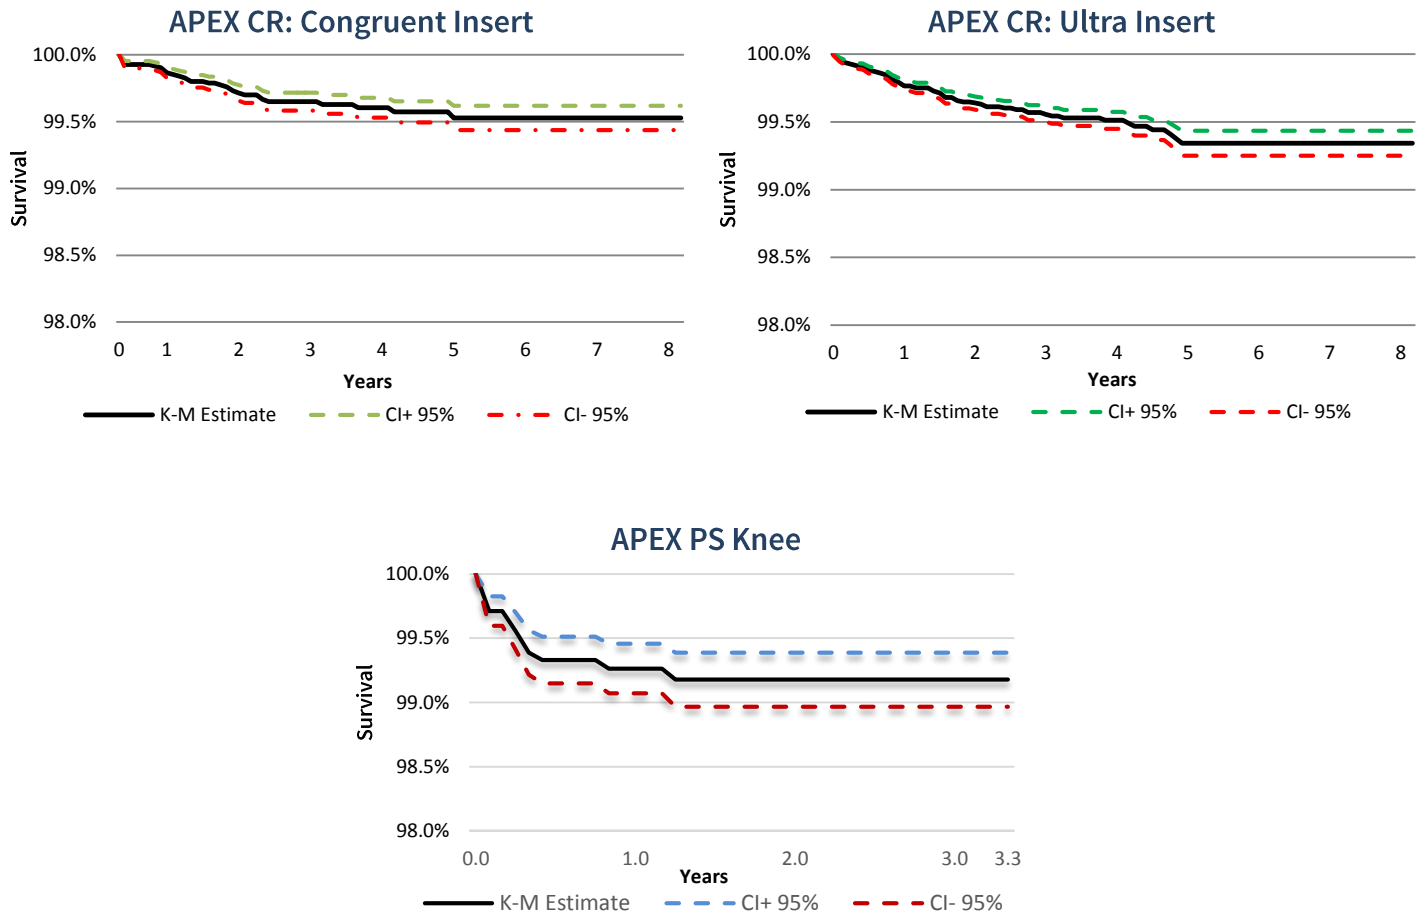 APEX CR: Congruent Insert
100.0%
99.5%
99.0%
98.5%
98.0%
Survival
0 1 2 3 4 5 6 7 8
Years
K-M Estimate CI+ 95% CI- 95%
APEX CR: Ultra Insert
100.0%
99.5%
99.0%
98.5%
98.0%
Survival
0 1 2 3 4 5 6 7 8
Years
K-M Estimate CI+ 95% CI- 95%
APEX PS Knee
100.0%
99.5%
99.0%
98.5%
98.0%
Survival
0.0 1.0 2.0 3.0 3.3
Years
K-M Estimate CI+ 95% CI- 95%